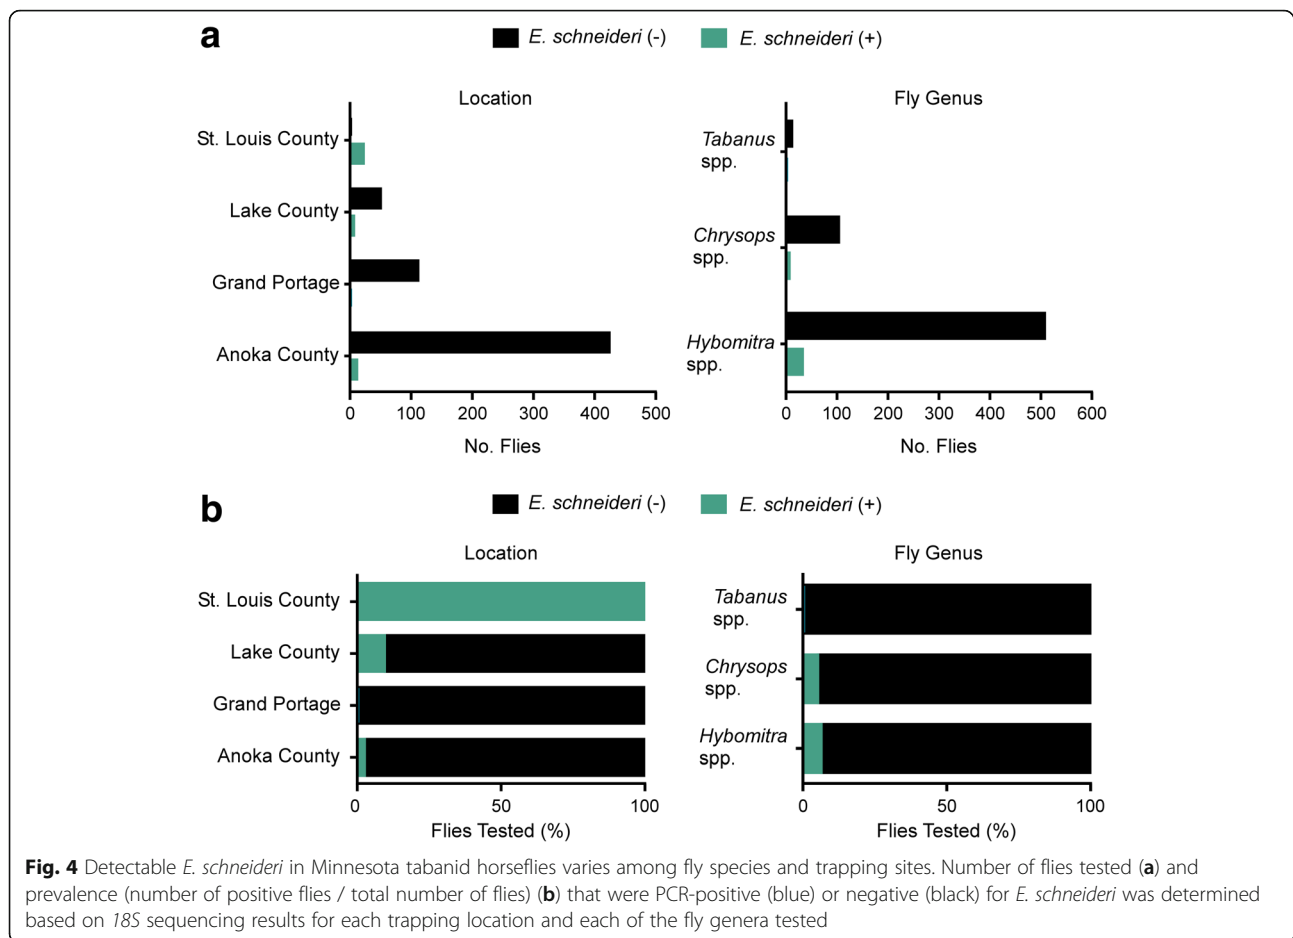 a
E. schneideri (-)
E. schneideri (+)
Location
St. Louis County
Lake County
Grand Portage
Anoka County
0 100 200 300 400 500
No. Flies
Fly Genus
Tabanus
spp.
Chrysops
spp.
Hybomitra
spp.
0 100 200 300 400 500 600
No. Flies
b
E. schneideri (-)
E. schneideri (+)
Location
St. Louis County
Lake County
Grand Portage
Anoka County
0 50 100
Flies Tested (%)
Fly Genus
Tabanus
spp.
Chrysops
spp.
Hybomitra
spp.
0 50 100
Flies Tested (%)
Fig. 4 Detectable E. schneideri in Minnesota tabanid horseflies varies among fly species and trapping sites. Number of flies tested (a) and
prevalence (number of positive flies / total number of flies) (b) that were PCR-positive (blue) or negative (black) for E. schneideri was determined
based on 18S sequencing results for each trapping location and each of the fly genera tested